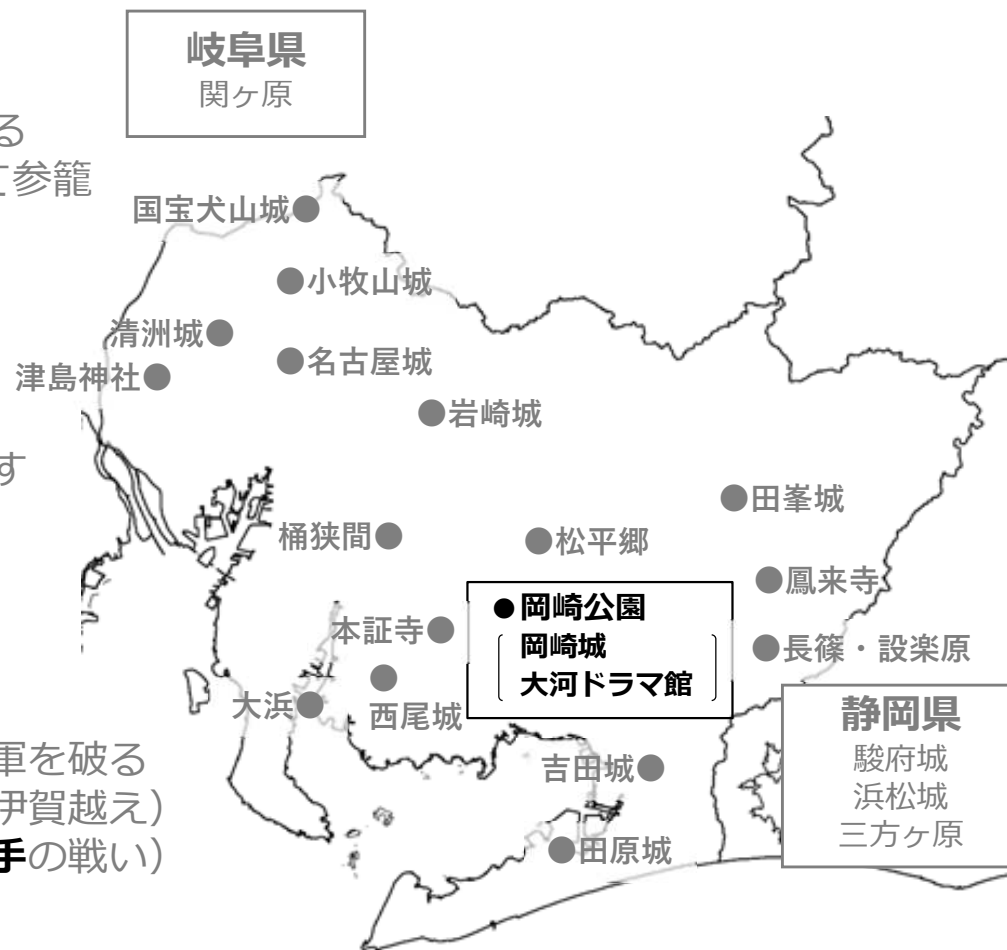 岐阜県
関ヶ原
る
て参籠
国宝犬山城●
●小牧山城
清洲城●
●名古屋城
津島神社●
●岩崎城
す
●田峯城
桶狭間●
●松平郷
●鳳来寺
●岡崎公園
岡崎城
大河ドラマ館
本証寺●
●長篠・設楽原
大浜●
西尾城
静岡県
駿府城
浜松城
三方ヶ原
軍を破る
伊賀越え）
手の戦い）
吉田城●
●田原城